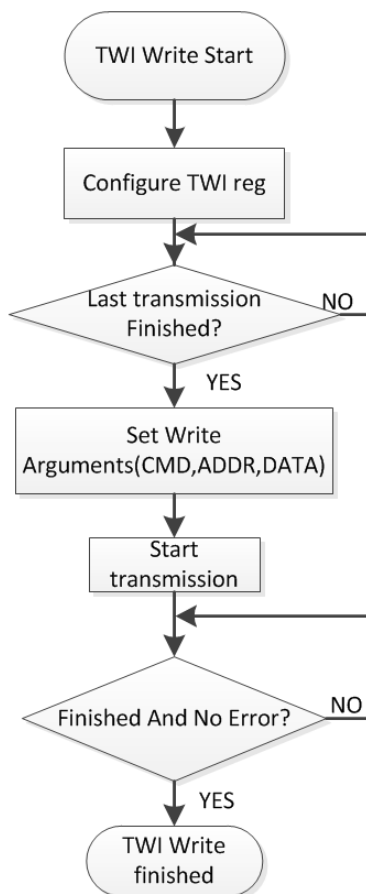 TWI Write Start
Configure TWI reg
Last transmission
Finished?
NO
YES
Set Write
Arguments(CMD,ADDR,DATA)
Start
transmission
Finished And No Error?
NO
YES
TWI Write
finished